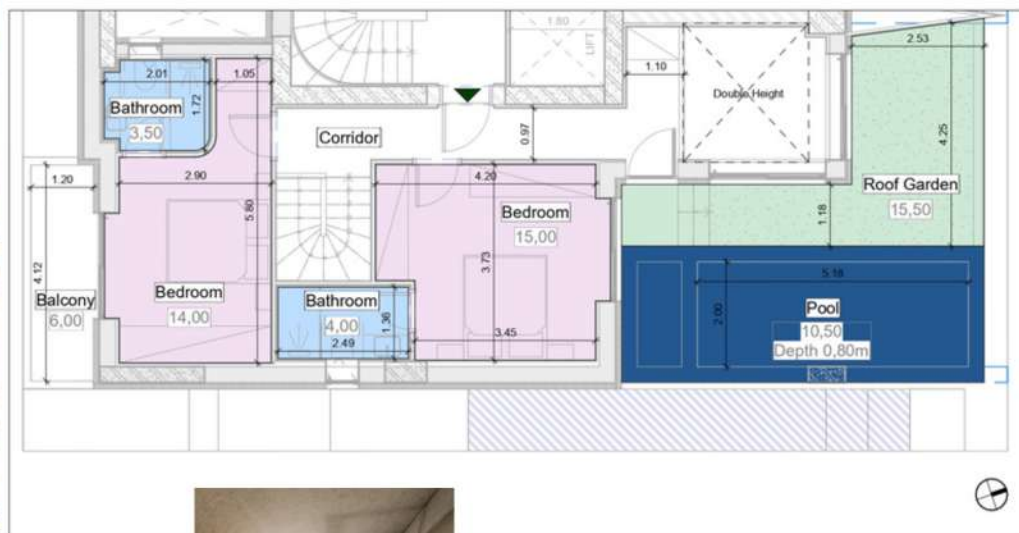 1.80
LIFT
2.53
2.01
1.05
1.10
Double Height
Bathroom
3,50
1.72
Corridor
0.97
4.25
1.20
2.90
4.20
Roof Garden
15,50
5.80
Bedroom
15,00
1.18
3.73
4.12
Balcony
6,00
Bedroom
14,00
Bathroom
4,00
1.36
2.49
3.45
5.18
2.00
Pool
10,50
Depth 0,80m